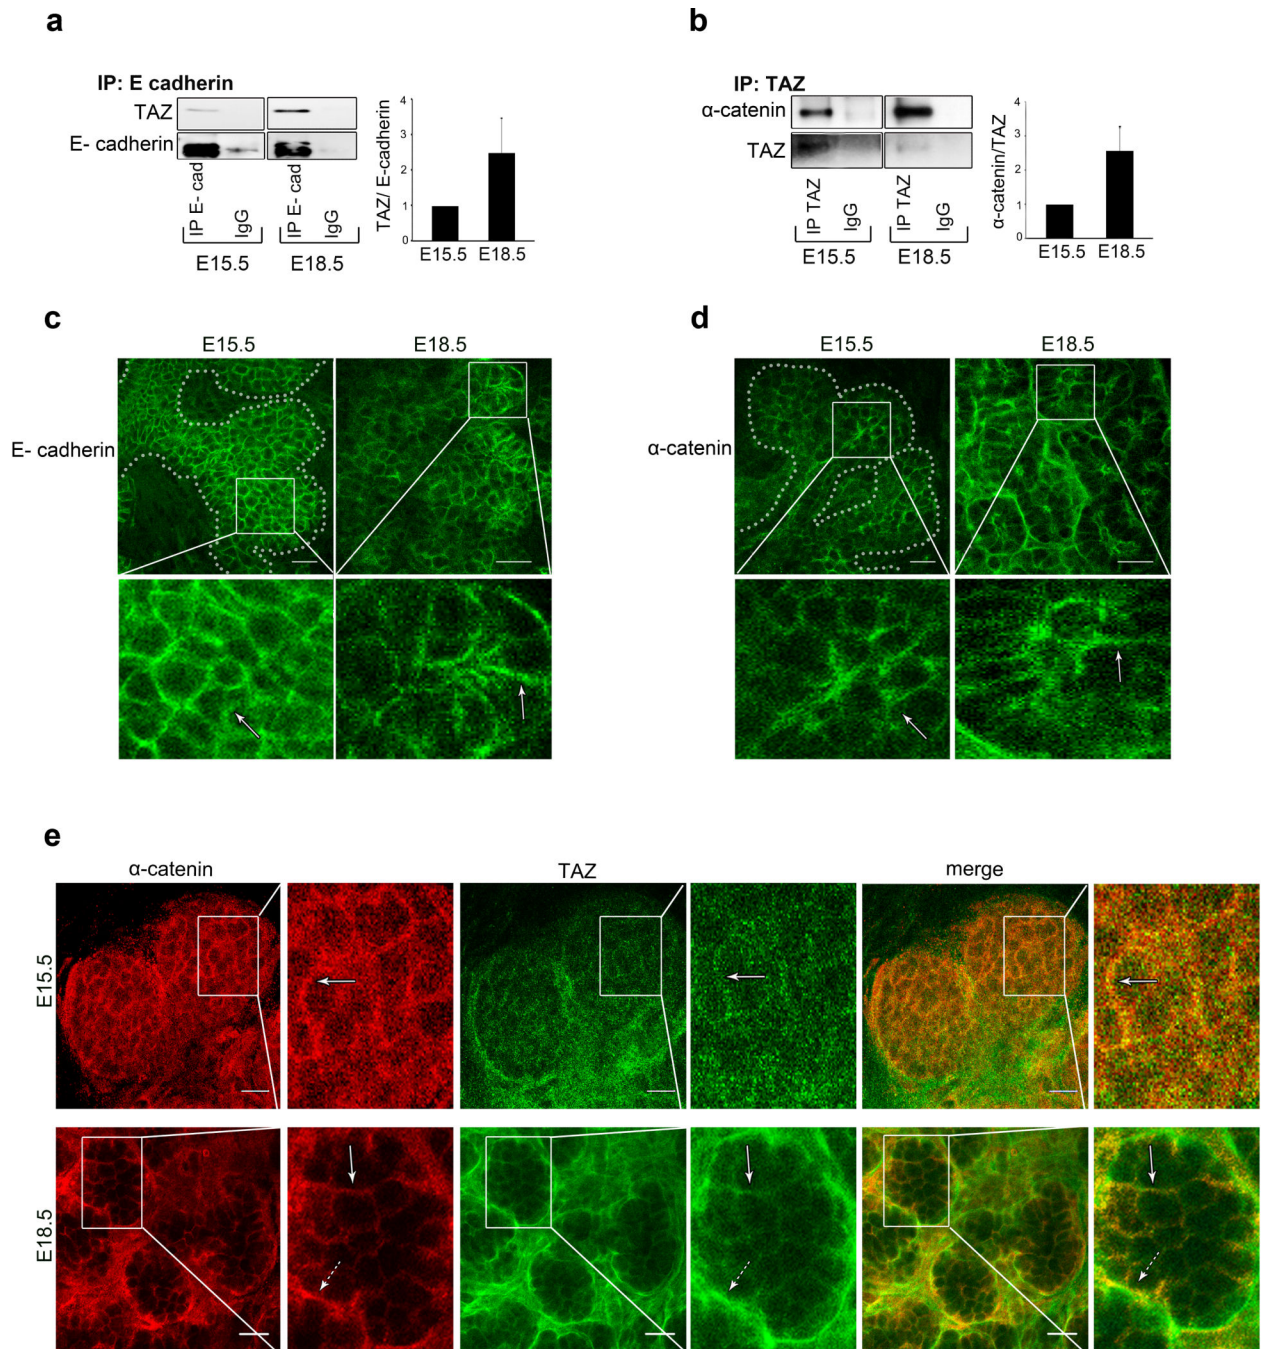 a
IP: E cadherin
TAZ
E- cadherin
IP E- cad
IgG
IP E- cad
IgG
E15.5
E18.5
TAZ/ E-cadherin
4
3
2
1
0
E15.5
E18.5
b
IP: TAZ
α-catenin
TAZ
IP TAZ
IgG
IP TAZ
IgG
E15.5
E18.5
α-catenin/TAZ
4
3
2
1
0
E15.5
E18.5
c
E15.5
E18.5
E- cadherin
d
E15.5
E18.5
α-catenin
e
α-catenin
TAZ
merge
E15.5
E18.5